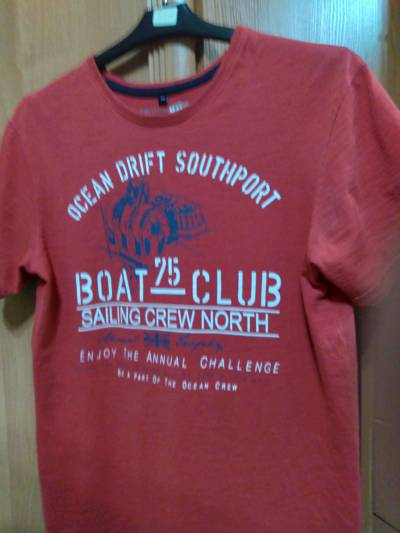 OCEAN DRIFT SOUTHPORT
BOAT 75 CLUB
SAILING CREW NORTH
ENJOY THE ANNUAL CHALLENGE
BE A PART OF THE OCEAN CREW